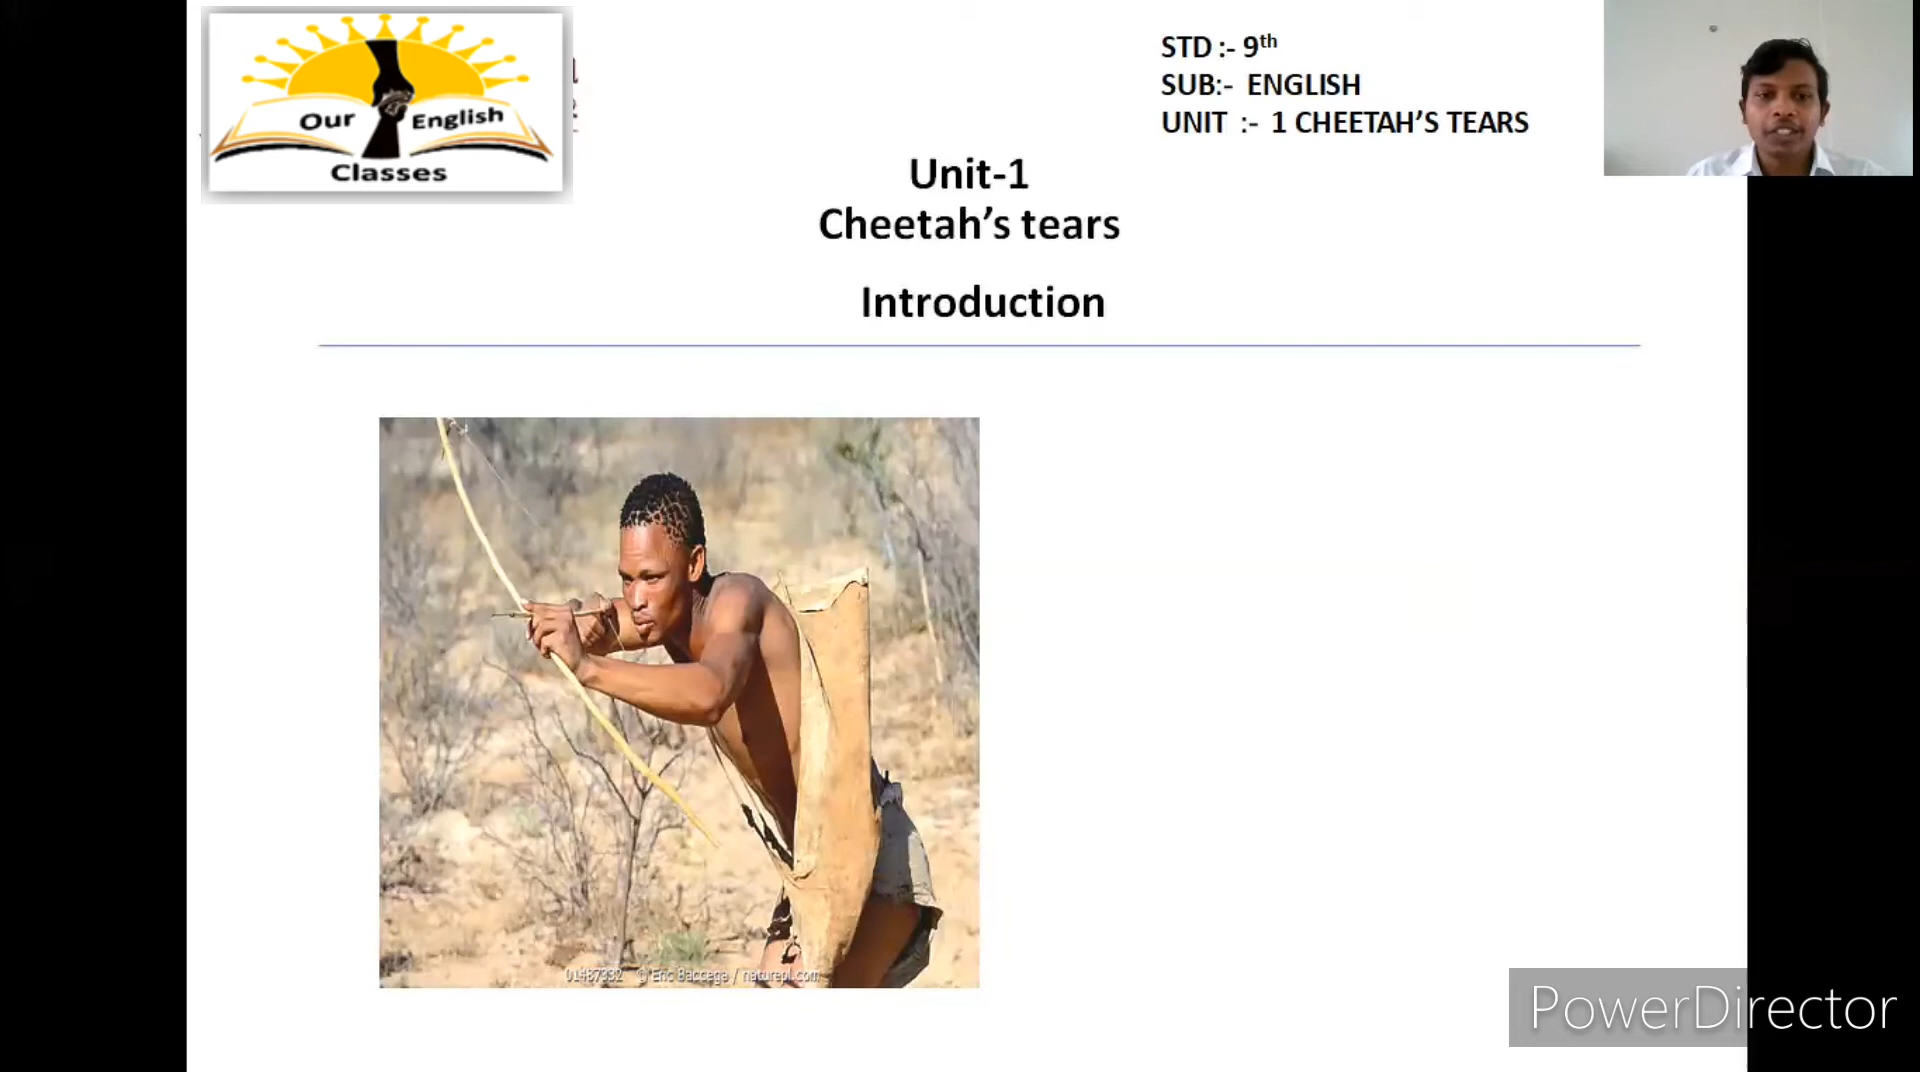 Our English
Classes
STD :- 9th
SUB:- ENGLISH
UNIT :- 1 CHEETAH'S TEARS
Unit-1
Cheetah's tears
Introduction
01487332 © Eric Baccega / naturepl.com
PowerDirector